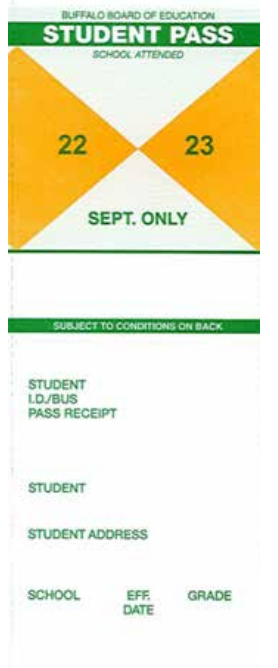 BUFFALO BOARD OF EDUCATION
STUDENT PASS
SCHOOL ATTENDED
22 23
SEPT. ONLY
SUBJECT TO CONDITIONS ON BACK
STUDENT
I.D./BUS
PASS RECEIPT
STUDENT
STUDENT ADDRESS
SCHOOL EFF. GRADE
DATE